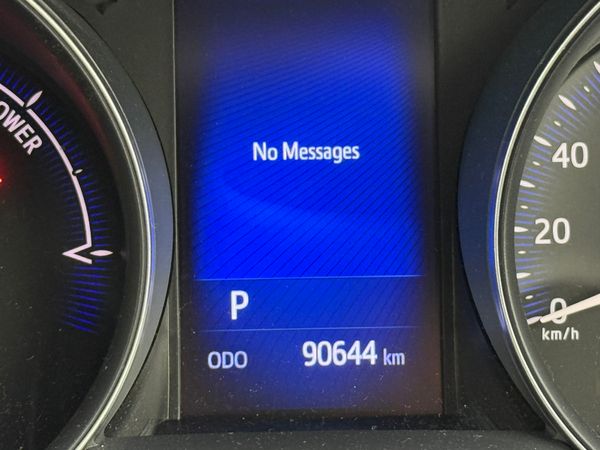 OWER
No Messages
40
20
0
km/h
P
ODO 90644 km